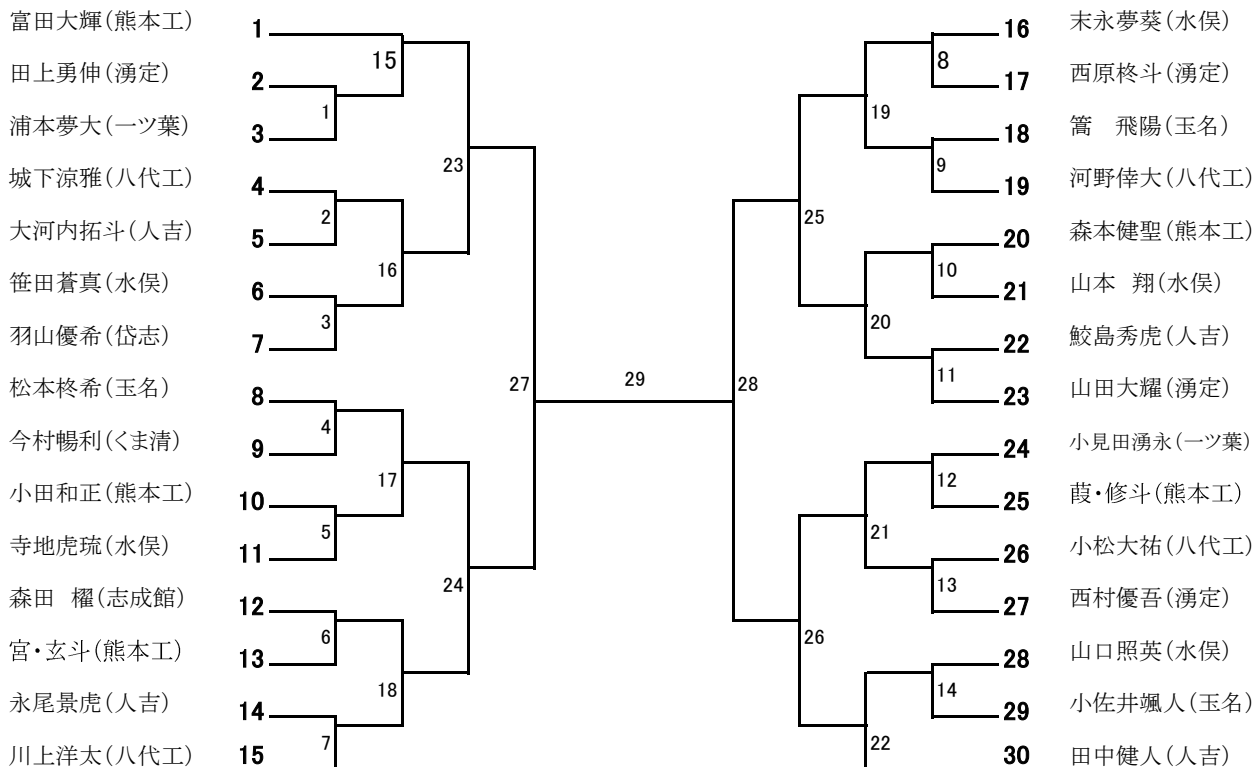 富田大輝(熊本工) 1
田上勇伸(湧定) 2
浦本夢大(一ツ葉) 3
城下涼雅(八代工) 4
大河内拓斗(人吉) 5
笹田蒼真(水俣) 6
羽山優希(岱志) 7
松本柊希(玉名) 8
今村暢利(くま清) 9
小田和正(熊本工) 10
寺地虎琉(水俣) 11
森田 櫂(志成館) 12
宮・玄斗(熊本工) 13
永尾景虎(人吉) 14
川上洋太(八代工) 15
1
2
3
4
5
6
7
15
16
17
18
23
24
27
29
28
25
26
19
20
21
22
8
9
10
11
12
13
14
16 末永夢葵(水俣)
17 西原柊斗(湧定)
18 篙 飛陽(玉名)
19 河野倖大(八代工)
20 森本健聖(熊本工)
21 山本 翔(水俣)
22 鮫島秀虎(人吉)
23 山田大耀(湧定)
24 小見田湧永(一ツ葉)
25 葭・修斗(熊本工)
26 小松大祐(八代工)
27 西村優吾(湧定)
28 山口照英(水俣)
29 小佐井颯人(玉名)
30 田中健人(人吉)